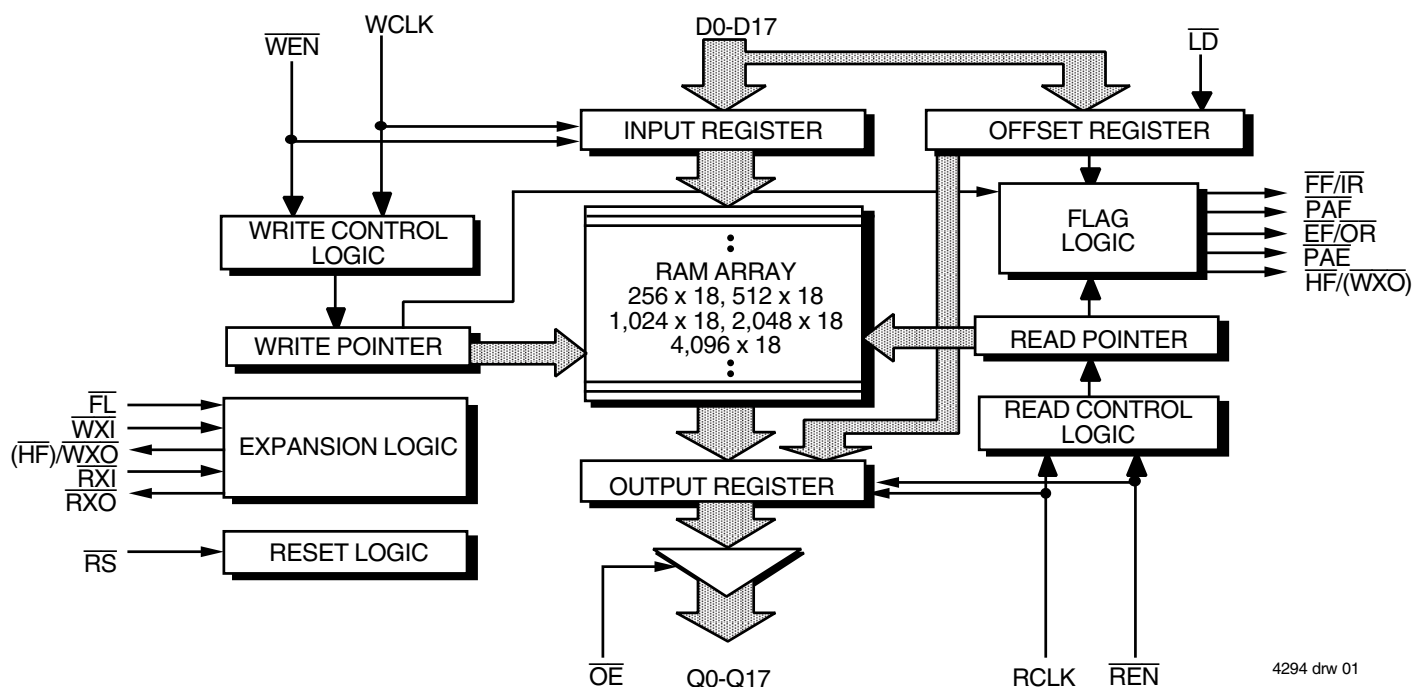 WEN
WCLK
D0-D17
LD
INPUT REGISTER
OFFSET REGISTER
WRITE CONTROL
LOGIC
RAM ARRAY
256 x 18, 512 x 18
1,024 x 18, 2,048 x 18
4,096 x 18
FLAG
LOGIC
FF/IR
PAF
EF/OR
PAE
HF/(WXO)
WRITE POINTER
READ POINTER
FL
WXI
(HF)/WXO
RXI
RXO
EXPANSION LOGIC
READ CONTROL
LOGIC
OUTPUT REGISTER
RS
RESET LOGIC
OE
Q0-Q17
RCLK
REN
4294 drw 01